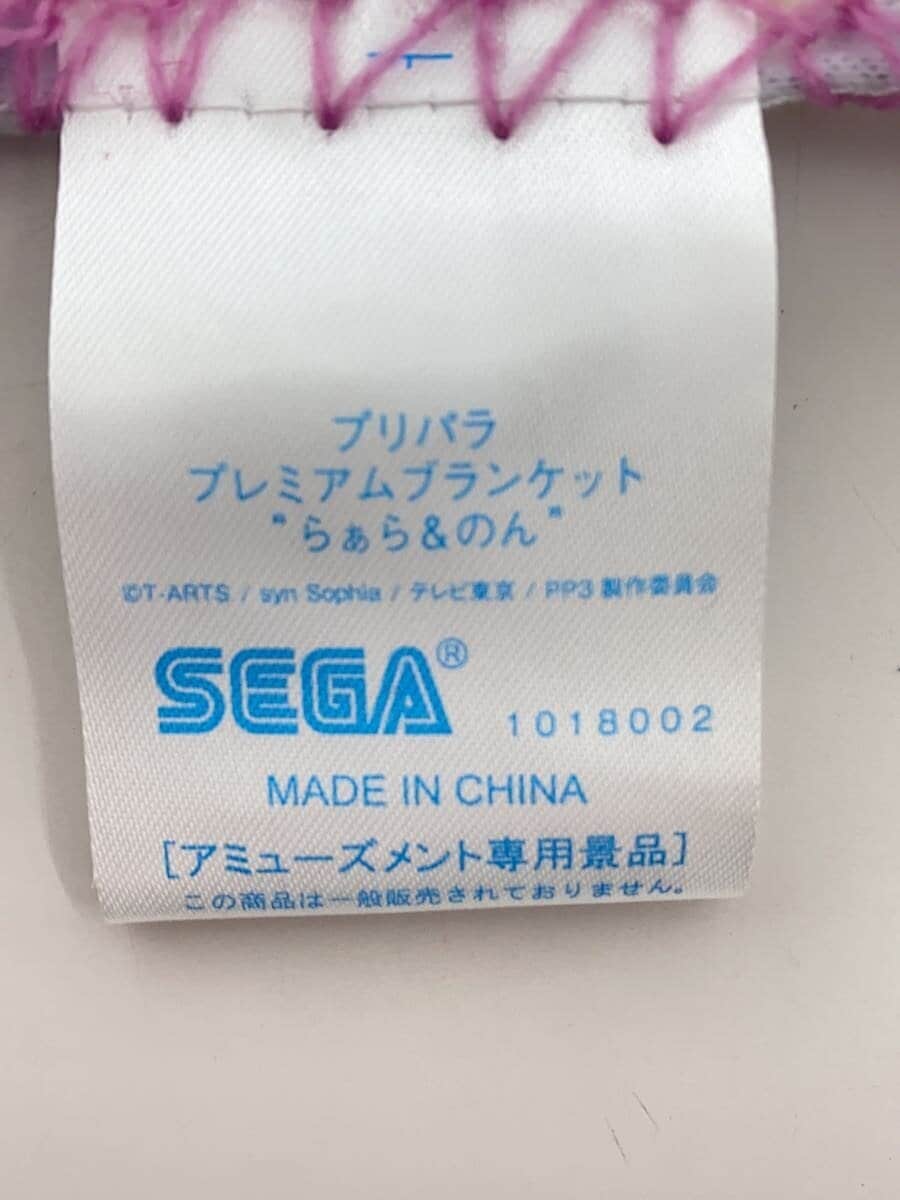 プリパラ
プレミアムブランケット
"らぁら&のん"
©T-ARTS / syn Sophia / テレビ東京 / PP3 製作委員会
SEGA®
1018002
MADE IN CHINA
[アミューズメント専用景品]
この商品は一般販売されておりません。